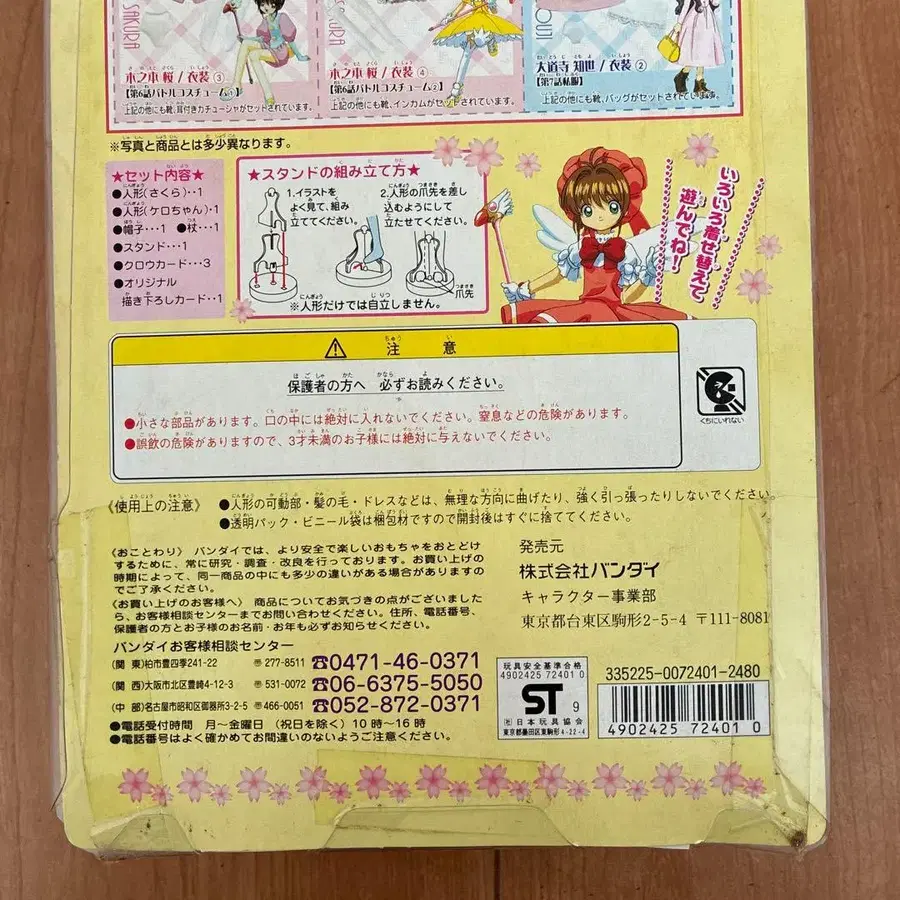 SAKURA
木之本 桜 / 衣装 ③
【第6話バトルコスチューム①】
上記の他にも靴、耳付きカチューシャがセットされています。
木之本 桜 / 衣装 ④
【第6話バトルコスチューム②】
上記の他にも靴、インカムがセットされています。
大道寺 知世 / 衣装 ②
【第7話私服】
上記の他にも靴、バッグがセットされています。
※写真と商品とは多少異なります。
★セット内容★
●人形(さくら)‥1
●人形(ケロちゃん)‥1
●帽子‥‥1 ●杖‥‥1
●スタンド‥‥1
●クロウカード‥‥3
●オリジナル
描き下ろしカード‥‥1
★スタンドの組み立て方★
1.イラストを
よく見て、組み
立ててください。
2.人形の爪先を差し
込むようにして
立たせてください。
爪先
※人形だけでは自立しません。
いろいろ着せ替えて
遊んでね!
⚠ 注 意
保護者の方へ 必ずお読みください。
●小さな部品があります。口の中には絶対に入れないでください。窒息などの危険があります。
●誤飲の危険がありますので、3才未満のお子様には絶対に与えないでください。
くちにいれない
《使用上の注意》
●人形の可動部・髪の毛・ドレスなどは、無理な方向に曲げたり、強く引っ張ったりしないでください。
●透明パック・ビニール袋は梱包材ですので開封後はすぐに捨ててください。
《おことわり》 バンダイでは、より安全で楽しいおもちゃをおとどけ
するために、常に研究・調査・改良を行っております。お買い上げの
時期によって、同一商品の中にも多少の違いがある場合がありますの
でご了承ください。
《お買い上げのお客様へ》 商品についてお気づきの点がございました
ら、お客様相談センターまでお問い合わせください。住所、電話番号、
保護者の方とお子様のお名前・お年も必ずお知らせください。
バンダイお客様相談センター
(関 東)柏市豊四季241-22 〒277-8511 ☎0471-46-0371
(関 西)大阪市北区豊崎4-12-3 〒531-0072 ☎06-6375-5050
(中 部)名古屋市昭和区御器所3-2-5 〒466-0051 ☎052-872-0371
●電話受付時間 月〜金曜日 (祝日を除く) 10時〜16時
●電話番号はよく確かめてお間違いのないようご注意ください。
発売元
株式会社バンダイ
キャラクター事業部
東京都台東区駒形2-5-4 〒111-8081
玩具安全基準合格
4902425 72401 0
ST
9
社 日本玩具協会
東京都墨田区東駒形4-22-4
335225-0072401-2480
4902425 72401 0